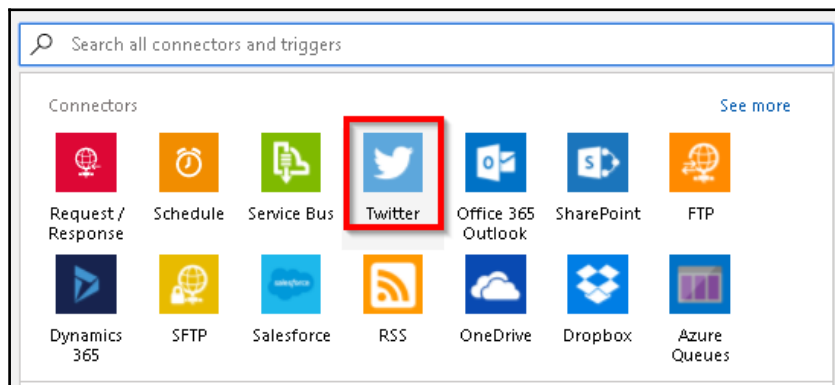 Search all connectors and triggers
Connectors See more
Request / Response
Schedule
Service Bus
Twitter
Office 365 Outlook
SharePoint
FTP
Dynamics 365
SFTP
salesforce
Salesforce
RSS
OneDrive
Dropbox
Azure Queues